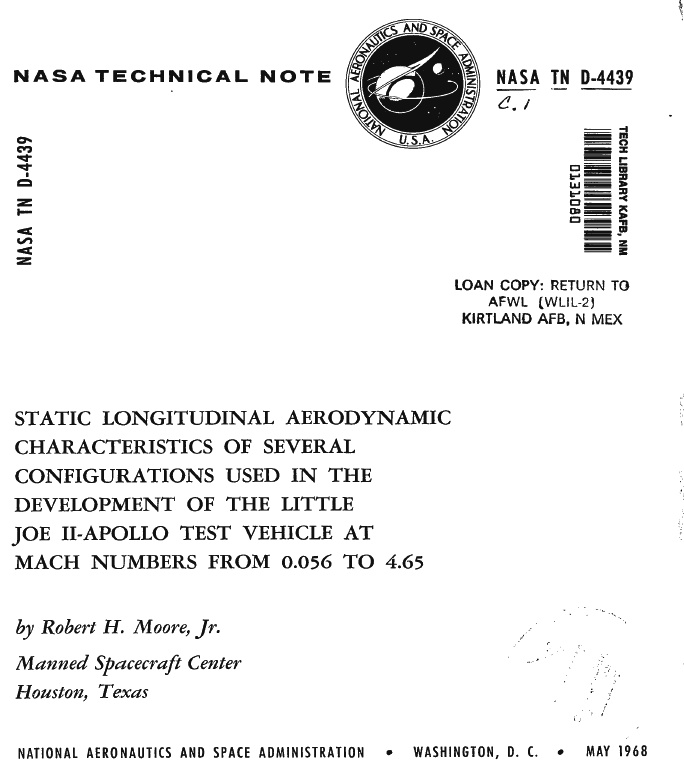 NASA TECHNICAL NOTE
NATIONAL AERONAUTICS AND SPACE ADMINISTRATION
U.S.A.
NASA TN D-4439
C.1
NASA TN D-4439
TECH LIBRARY KAFB, NM
0131080
LOAN COPY: RETURN TO
AFWL (WLIL-2)
KIRTLAND AFB, N MEX
STATIC LONGITUDINAL AERODYNAMIC
CHARACTERISTICS OF SEVERAL
CONFIGURATIONS USED IN THE
DEVELOPMENT OF THE LITTLE
JOE II-APOLLO TEST VEHICLE AT
MACH NUMBERS FROM 0.056 TO 4.65
by Robert H. Moore, Jr.
Manned Spacecraft Center
Houston, Texas
NATIONAL AERONAUTICS AND SPACE ADMINISTRATION • WASHINGTON, D. C. • MAY 1968